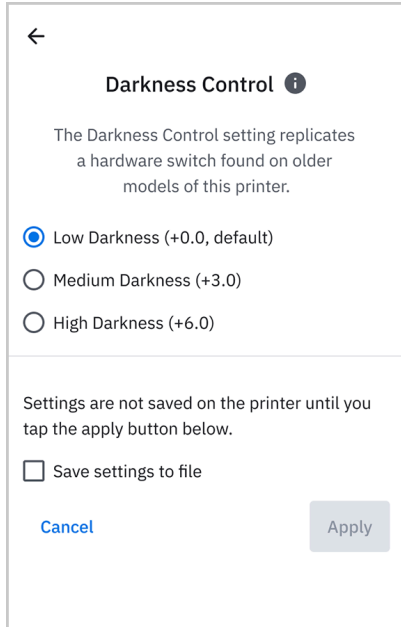 Darkness Control
The Darkness Control setting replicates
a hardware switch found on older
models of this printer.
Low Darkness (+0.0, default)
Medium Darkness (+3.0)
High Darkness (+6.0)
Settings are not saved on the printer until you
tap the apply button below.
Save settings to file
Cancel
Apply